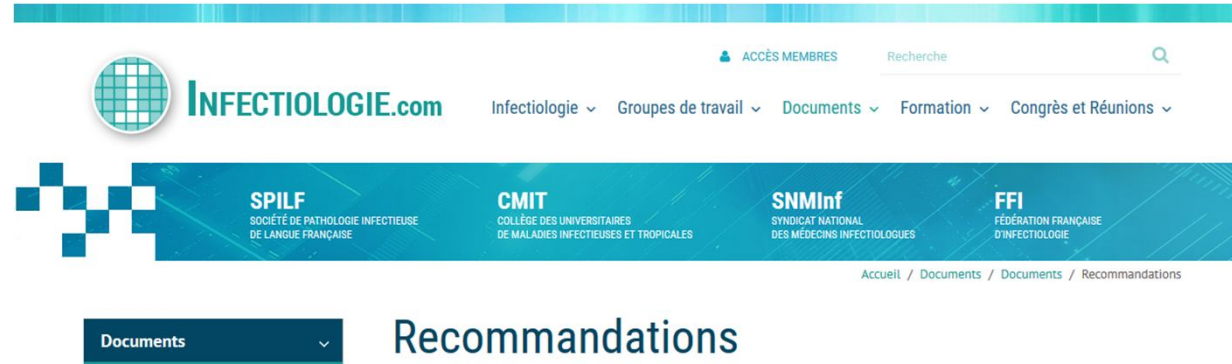 ACCÈS MEMBRES Recherche
INFECTIOLOGIE.com
Infectiologie Groupes de travail Documents Formation Congrès et Réunions
SPILF
SOCIÉTÉ DE PATHOLOGIE INFECTIEUSE
DE LANGUE FRANÇAISE
CMIT
COLLÈGE DES UNIVERSITAIRES
DE MALADIES INFECTIEUSES ET TROPICALES
SNMInf
SYNDICAT NATIONAL
DES MÉDECINS INFECTIOLOGUES
FFI
FÉDÉRATION FRANÇAISE
D'INFECTIOLOGIE
Accueil / Documents / Documents / Recommandations
Documents
Recommandations